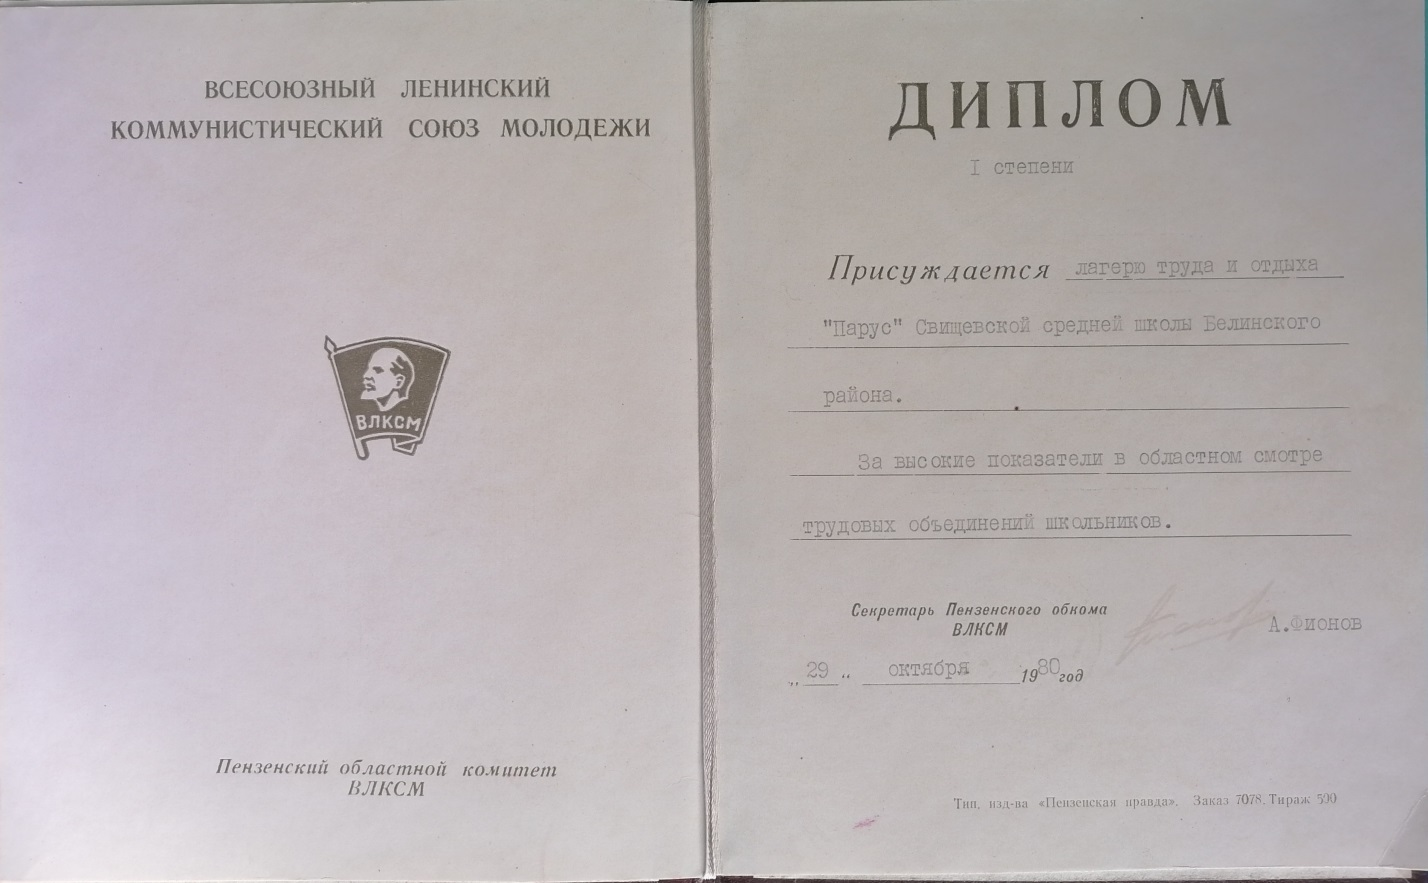 ВСЕСОЮЗНЫЙ ЛЕНИНСКИЙ
КОММУНИСТИЧЕСКИЙ СОЮЗ МОЛОДЕЖИ
ВЛКСМ
Пензенский областной комитет
ВЛКСМ
ДИПЛОМ
I степени
Присуждается лагерю труда и отдыха
"Парус" Свищевской средней школы Белинского
района.
За высокие показатели в областном смотре
трудовых объединений школьников.
Секретарь Пензенского обкома
ВЛКСМ
А.Фионов
„29" октября 1980 год
Тип. изд-ва «Пензенская правда». Заказ 7078. Тираж 500